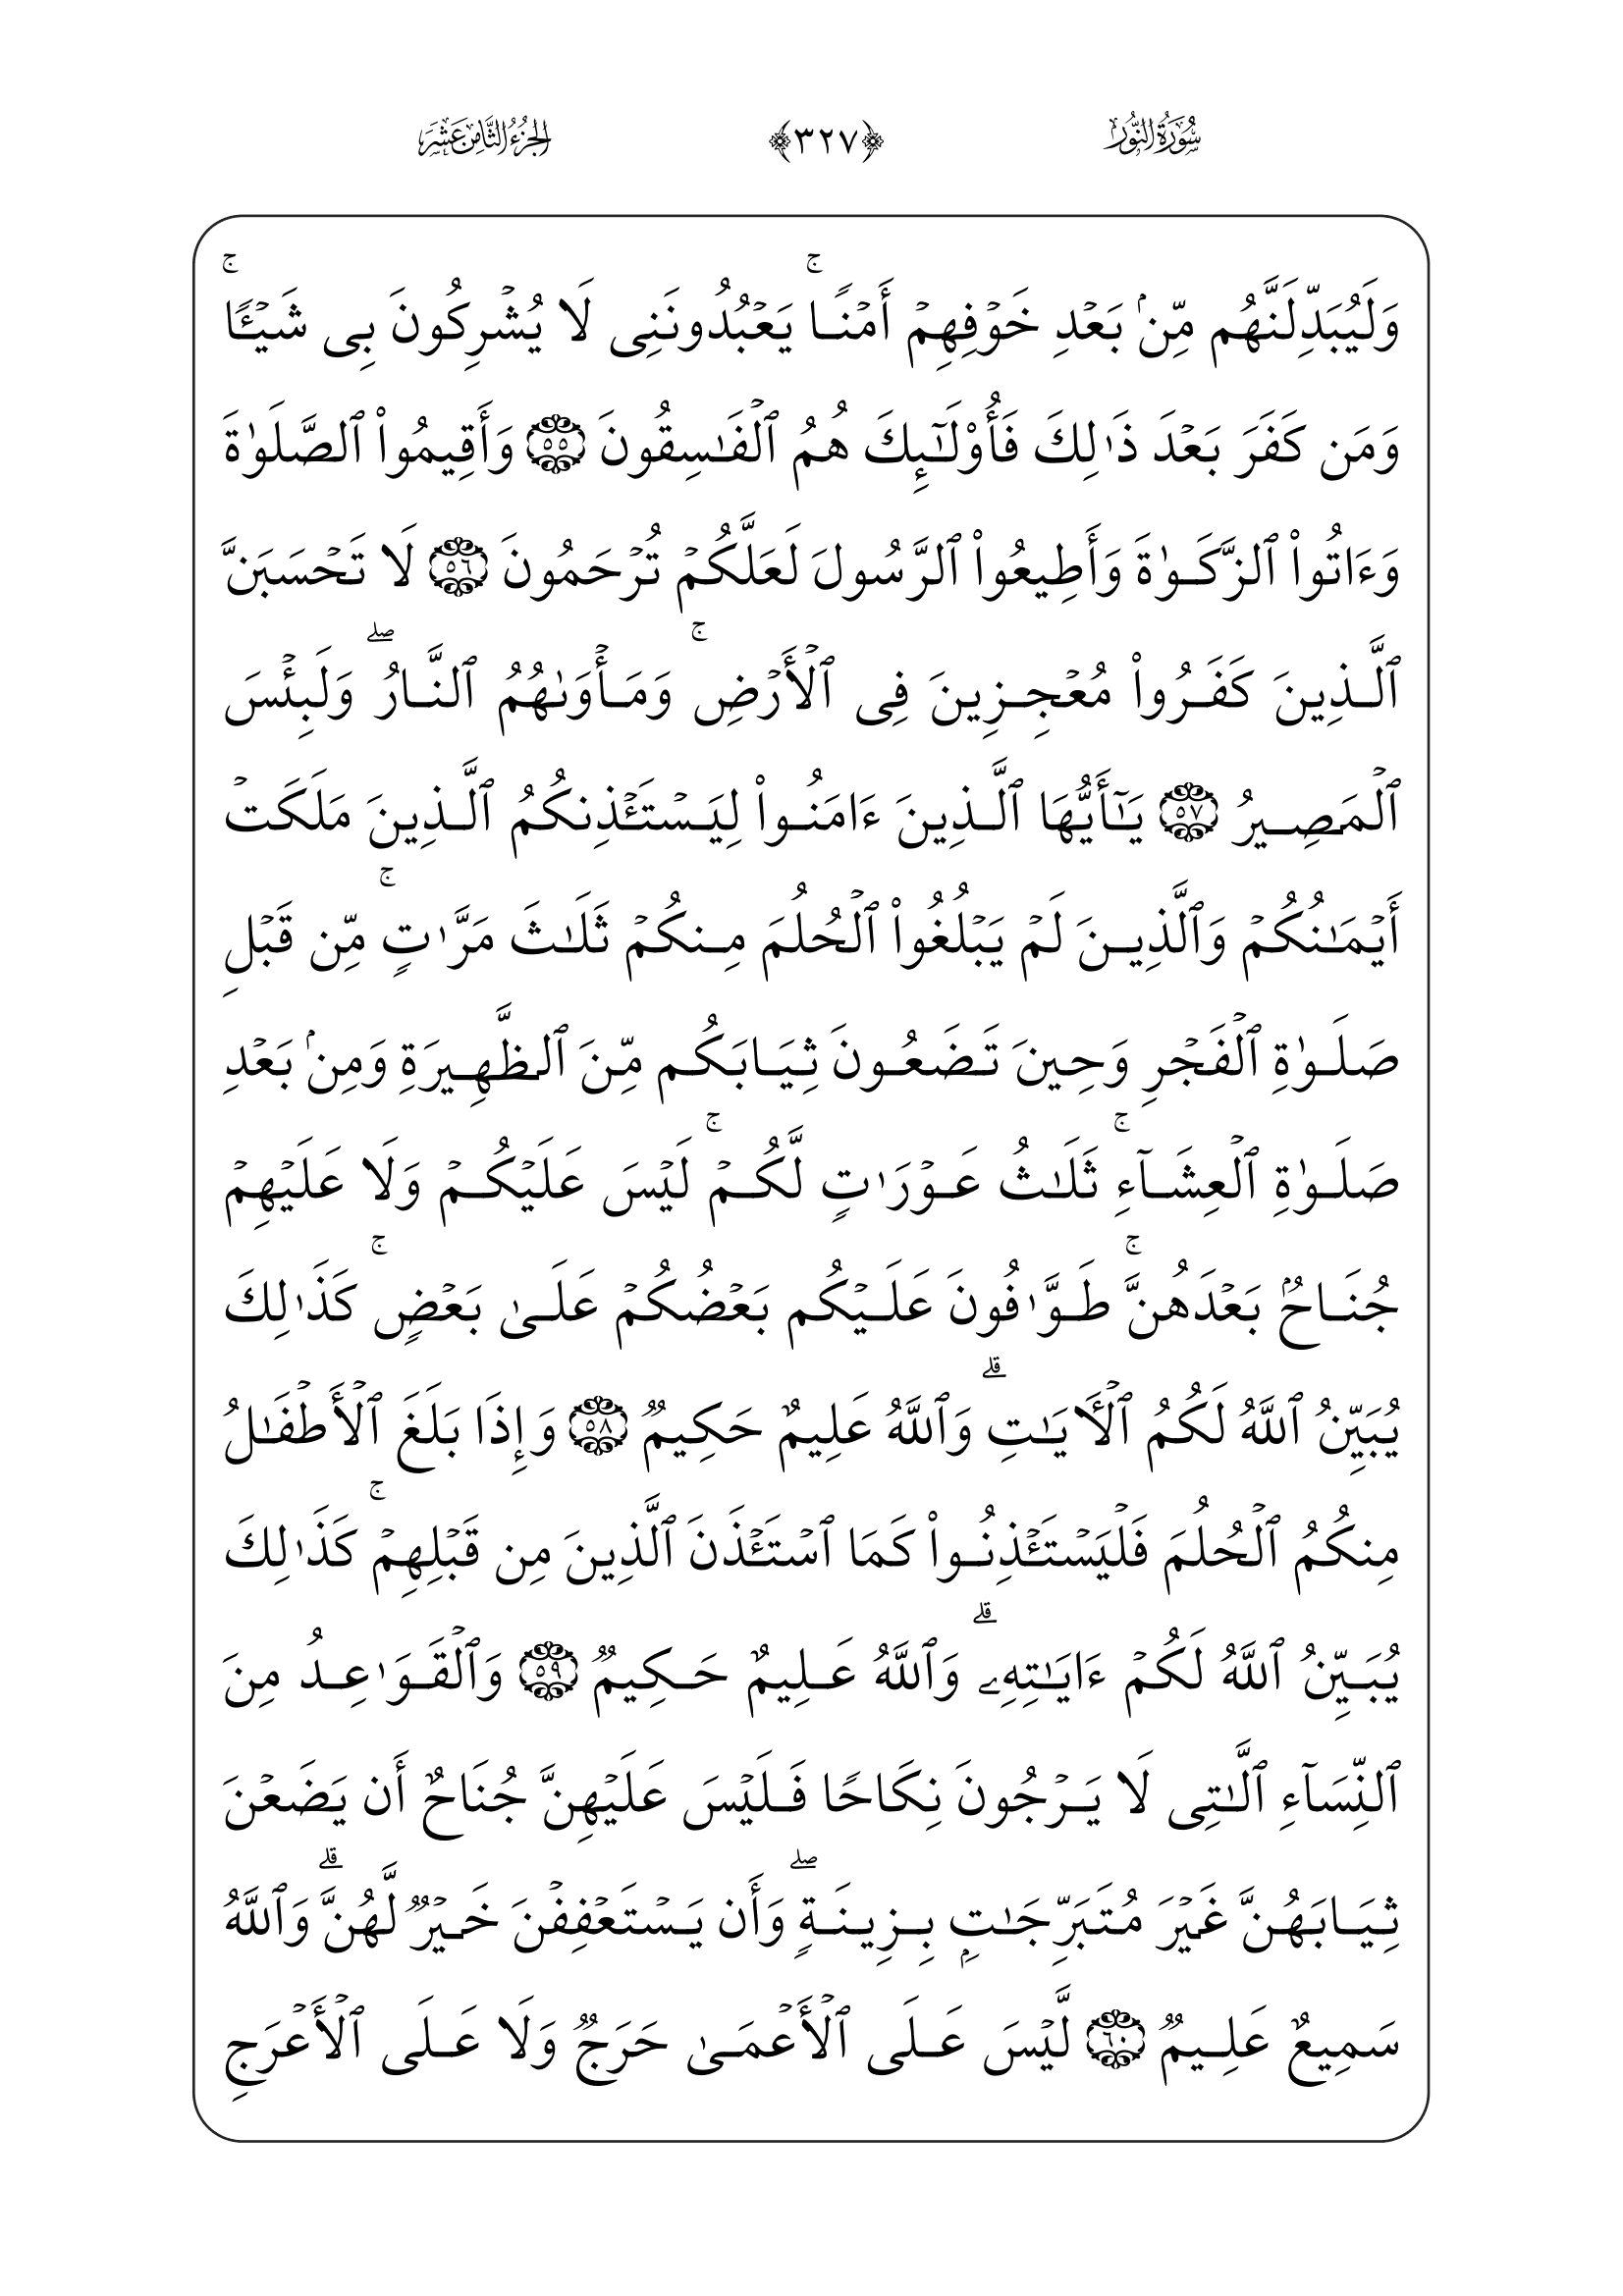 سُورَةُ النُّورِ ﴿٣٢٧﴾ الجُزْءُ الثَّامِنَ عَشَرَ
وَلَيُبَدِّلَنَّهُم مِّنۢ بَعۡدِ خَوۡفِهِمۡ أَمۡنًاۚ يَعۡبُدُونَنِى لَا يُشۡرِكُونَ بِى شَيۡـًٔاۚ
وَمَن كَفَرَ بَعۡدَ ذَٰلِكَ فَأُو۟لَـٰٓئِكَ هُمُ ٱلۡفَـٰسِقُونَ ٥٥ وَأَقِيمُوا۟ ٱلصَّلَوٰةَ
وَءَاتُوا۟ ٱلزَّكَوٰةَ وَأَطِيعُوا۟ ٱلرَّسُولَ لَعَلَّكُمۡ تُرۡحَمُونَ ٥٦ لَا تَحۡسَبَنَّ
ٱلَّذِينَ كَفَرُوا۟ مُعۡجِزِينَ فِى ٱلۡأَرۡضِۚ وَمَأۡوَىٰهُمُ ٱلنَّارُۖ وَلَبِئۡسَ
ٱلۡمَصِيرُ ٥٧ يَـٰٓأَيُّهَا ٱلَّذِينَ ءَامَنُوا۟ لِيَسۡتَـٔۡذِنكُمُ ٱلَّذِينَ مَلَكَتۡ
أَيۡمَـٰنُكُمۡ وَٱلَّذِينَ لَمۡ يَبۡلُغُوا۟ ٱلۡحُلُمَ مِنكُمۡ ثَلَـٰثَ مَرَّٰتٍۚ مِّن قَبۡلِ
صَلَوٰةِ ٱلۡفَجۡرِ وَحِينَ تَضَعُونَ ثِيَابَكُم مِّنَ ٱلظَّهِيرَةِ وَمِنۢ بَعۡدِ
صَلَوٰةِ ٱلۡعِشَآءِۚ ثَلَـٰثُ عَوۡرَٰتٍ لَّكُمۡۚ لَيۡسَ عَلَيۡكُمۡ وَلَا عَلَيۡهِمۡ
جُنَاحُۢ بَعۡدَهُنَّۚ طَوَّٰفُونَ عَلَيۡكُم بَعۡضُكُمۡ عَلَىٰ بَعۡضٍۚ كَذَٰلِكَ
يُبَيِّنُ ٱللَّهُ لَكُمُ ٱلۡـَٔايَـٰتِۗ وَٱللَّهُ عَلِيمٌ حَكِيمٌ ٥٨ وَإِذَا بَلَغَ ٱلۡأَطۡفَـٰلُ
مِنكُمُ ٱلۡحُلُمَ فَلۡيَسۡتَـٔۡذِنُوا۟ كَمَا ٱسۡتَـٔۡذَنَ ٱلَّذِينَ مِن قَبۡلِهِمۡۚ كَذَٰلِكَ
يُبَيِّنُ ٱللَّهُ لَكُمۡ ءَايَـٰتِهِۦۗ وَٱللَّهُ عَلِيمٌ حَكِيمٌ ٥٩ وَٱلۡقَوَٰعِدُ مِنَ
ٱلنِّسَآءِ ٱلَّـٰتِى لَا يَرۡجُونَ نِكَاحًا فَلَيۡسَ عَلَيۡهِنَّ جُنَاحٌ أَن يَضَعۡنَ
ثِيَابَهُنَّ غَيۡرَ مُتَبَرِّجَـٰتِۭ بِزِينَةٍۖ وَأَن يَسۡتَعۡفِفۡنَ خَيۡرٌ لَّهُنَّۗ وَٱللَّهُ
سَمِيعٌ عَلِيمٌ ٦٠ لَّيۡسَ عَلَى ٱلۡأَعۡمَىٰ حَرَجٌ وَلَا عَلَى ٱلۡأَعۡرَجِ